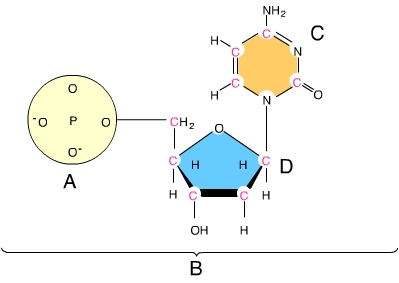 NH₂
H C C
C N
H C C O
N
O
⁻O P O CH₂ O
O⁻ C H H C D
A H C C H
OH H
B